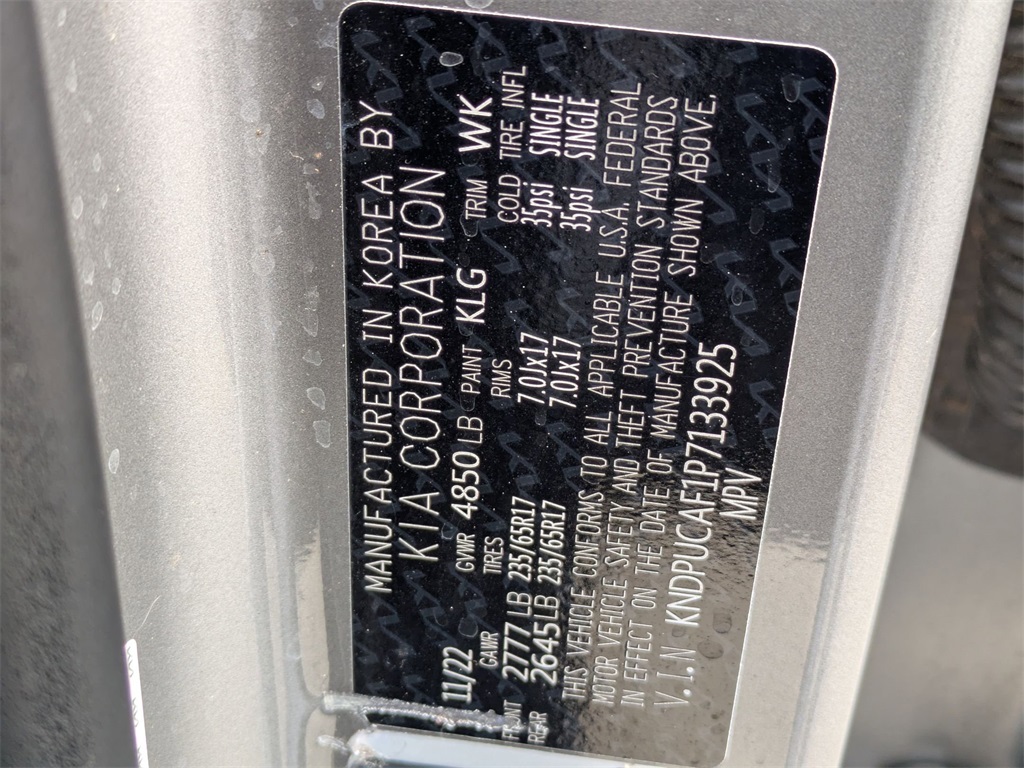 MANUFACTURED IN KOREA BY
KIA CORPORATION
11/22 GVWR 4850 LB PAINT KLG TRIM WK
GAWR TIRES RIMS COLD TIRE INFL
FRONT 2777 LB 235/65R17 7.0Jx17 35psi SINGLE
REAR 2645 LB 235/65R17 7.0Jx17 35psi SINGLE
THIS VEHICLE CONFORMS TO ALL APPLICABLE U.S.A. FEDERAL
MOTOR VEHICLE SAFETY AND THEFT PREVENTION STANDARDS
IN EFFECT ON THE DATE OF MANUFACTURE SHOWN ABOVE.
V.I.N KNDPUCAF1P7133925
MPV